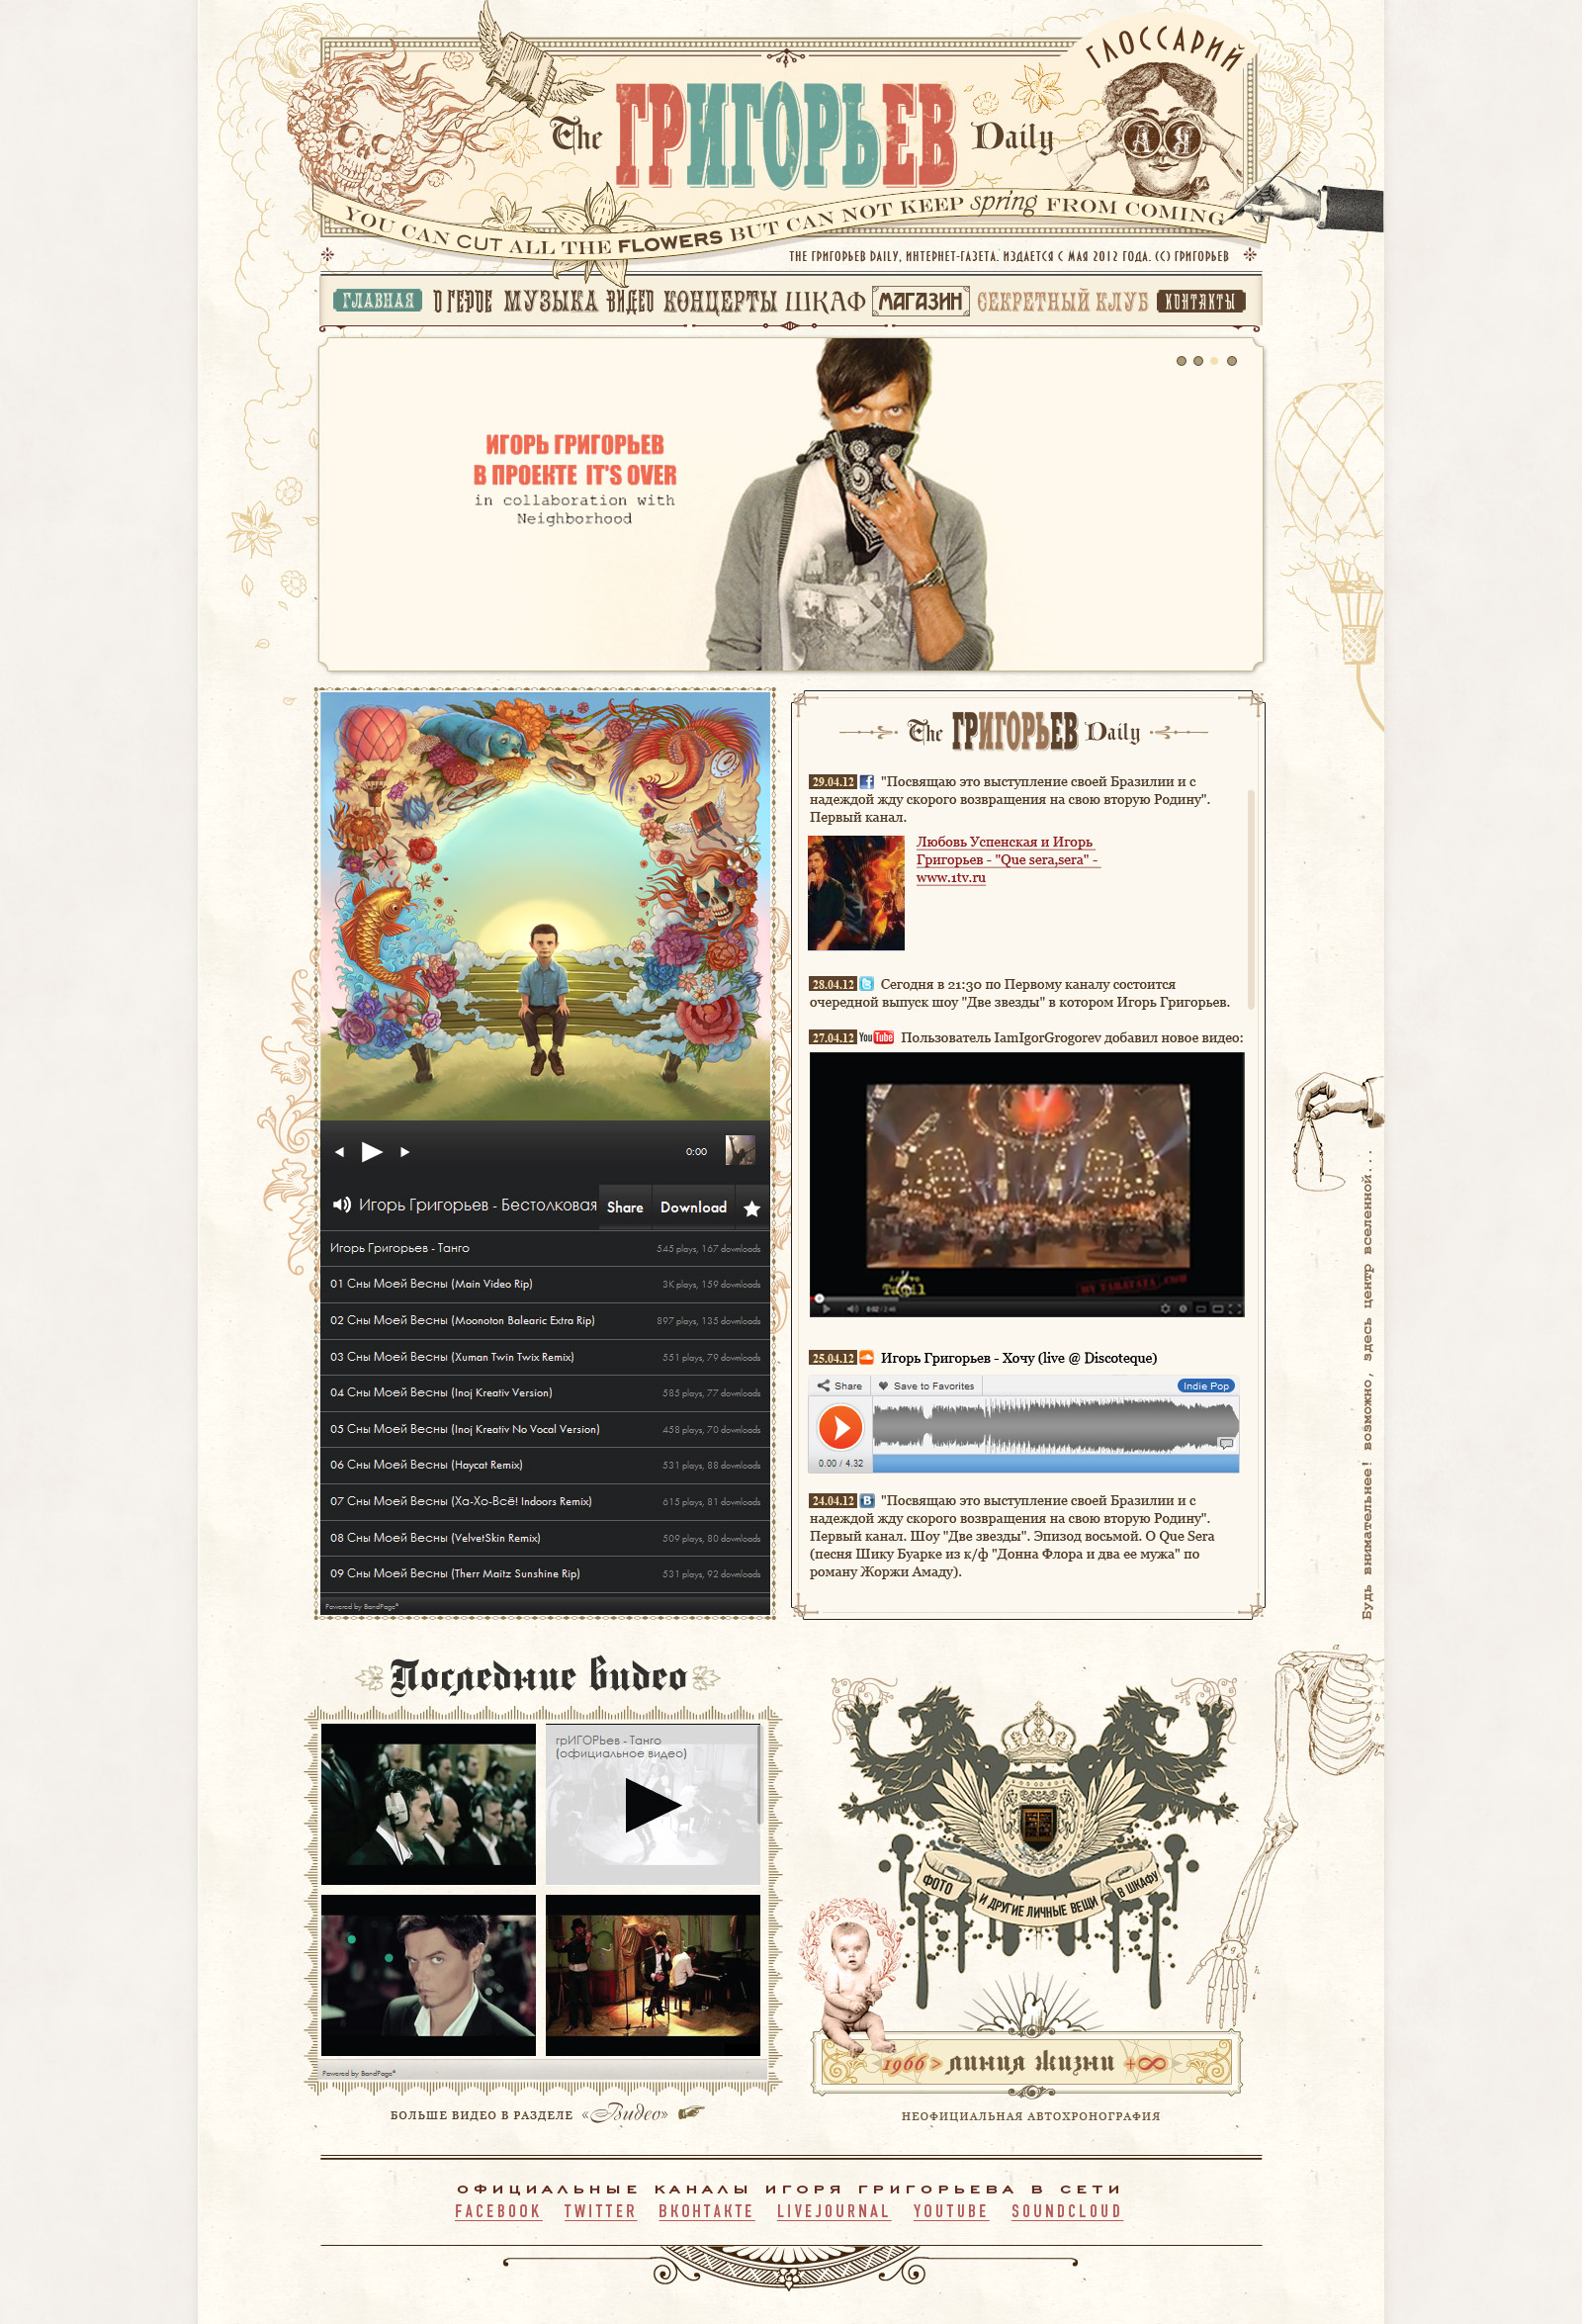 ГЛОССАРИЙ
The ГРИГОРЬЕВ Daily
А Я
YOU CAN CUT ALL THE FLOWERS BUT CAN NOT KEEP spring FROM COMING
THE ГРИГОРЬЕВ DAILY, ИНТЕРНЕТ-ГАЗЕТА. ИЗДАЕТСЯ С МАЯ 2012 ГОДА. (С) ГРИГОРЬЕВ
ГЛАВНАЯ О ГЕРОЕ МУЗЫКА ВИДЕО КОНЦЕРТЫ ШКАФ МАГАЗИН СЕКРЕТНЫЙ КЛУБ КОНТАКТЫ
ИГОРЬ ГРИГОРЬЕВ
В ПРОЕКТЕ IT'S OVER
in collaboration with
Neighborhood
0:00
Игорь Григорьев - Бестолковая Share Download
Игорь Григорьев - Танго 545 plays, 167 downloads
01 Сны Моей Весны (Main Video Rip) 3K plays, 159 downloads
02 Сны Моей Весны (Moonoton Balearic Extra Rip) 897 plays, 135 downloads
03 Сны Моей Весны (Xuman Twin Twix Remix) 551 plays, 79 downloads
04 Сны Моей Весны (Inoj Kreativ Version) 585 plays, 77 downloads
05 Сны Моей Весны (Inoj Kreativ No Vocal Version) 458 plays, 70 downloads
06 Сны Моей Весны (Haycat Remix) 531 plays, 88 downloads
07 Сны Моей Весны (Ха-Хо-Всё! Indoors Remix) 615 plays, 81 downloads
08 Сны Моей Весны (VelvetSkin Remix) 509 plays, 80 downloads
09 Сны Моей Весны (Therr Maitz Sunshine Rip) 531 plays, 92 downloads
Powered by BandPage®
The ГРИГОРЬЕВ Daily
29.04.12 f "Посвящаю это выступление своей Бразилии и с
надеждой жду скорого возвращения на свою вторую Родину".
Первый канал.
Любовь Успенская и Игорь
Григорьев - "Que sera,sera" -
www.1tv.ru
28.04.12 t Сегодня в 21:30 по Первому каналу состоится
очередной выпуск шоу "Две звезды" в котором Игорь Григорьев.
27.04.12 YouTube Пользователь IamIgorGrogorev добавил новое видео:
0:02 / 2:46
25.04.12 Игорь Григорьев - Хочу (live @ Discoteque)
Share Save to Favorites Indie Pop
0.00 / 4.32
24.04.12 В "Посвящаю это выступление своей Бразилии и с
надеждой жду скорого возвращения на свою вторую Родину".
Первый канал. Шоу "Две звезды". Эпизод восьмой. O Que Sera
(песня Шику Буарке из к/ф "Донна Флора и два ее мужа" по
роману Жоржи Амаду).
Будь внимательнее! возможно, здесь центр вселенной...
Последние видео
грИГОРЬев - Танго
(официальное видео)
Powered by BandPage®
БОЛЬШЕ ВИДЕО В РАЗДЕЛЕ «Видео»
ФОТО И ДРУГИЕ ЛИЧНЫЕ ВЕЩИ В ШКАФУ
1966 > линия жизни +∞
НЕОФИЦИАЛЬНАЯ АВТОХРОНОГРАФИЯ
ОФИЦИАЛЬНЫЕ КАНАЛЫ ИГОРЯ ГРИГОРЬЕВА В СЕТИ
FACEBOOK TWITTER ВКОНТАКТЕ LIVEJOURNAL YOUTUBE SOUNDCLOUD